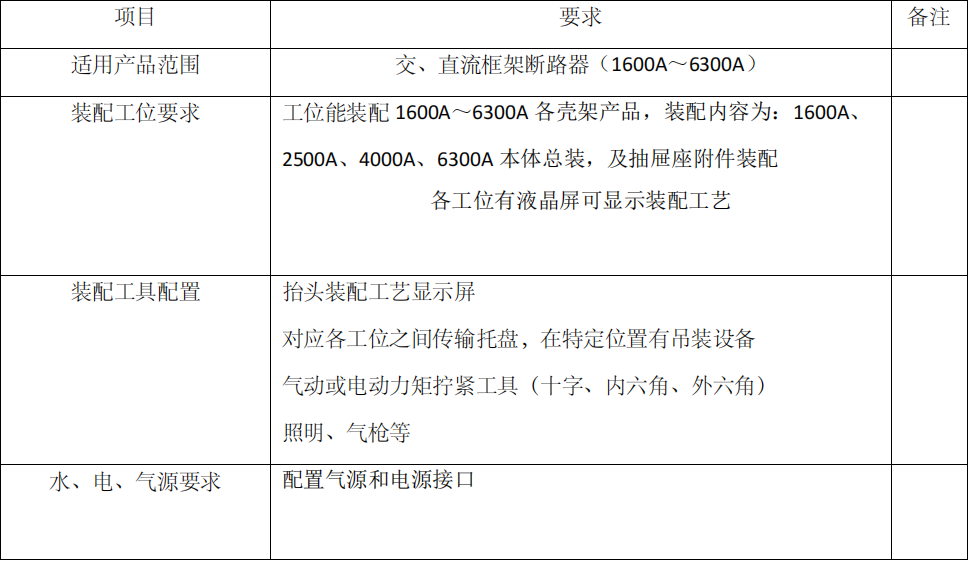 项目 要求 备注
适用产品范围 交、直流框架断路器（1600A～6300A）
装配工位要求 工位能装配 1600A～6300A 各壳架产品，装配内容为：1600A、
2500A、4000A、6300A 本体总装，及抽屉座附件装配
各工位有液晶屏可显示装配工艺
装配工具配置 抬头装配工艺显示屏
对应各工位之间传输托盘，在特定位置有吊装设备
气动或电动力矩拧紧工具（十字、内六角、外六角）
照明、气枪等
水、电、气源要求 配置气源和电源接口